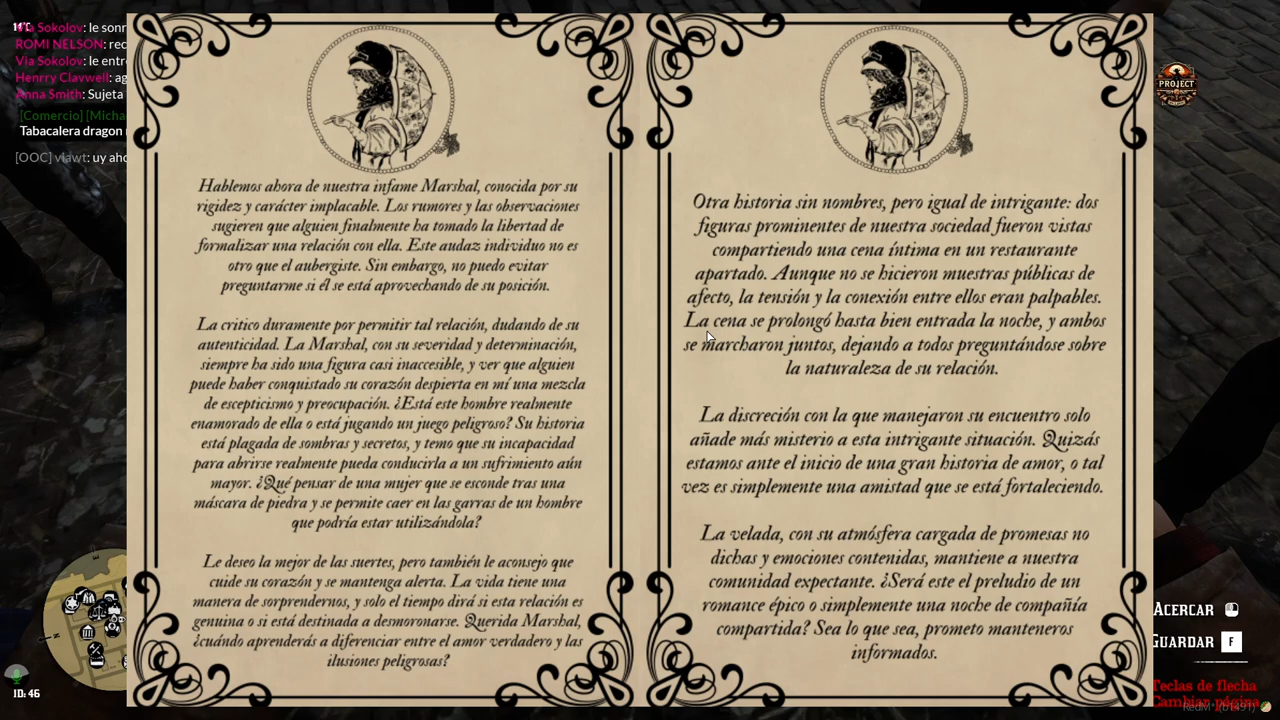 14°C
Via Sokolov: le sonr
ROMI NELSON: rec
Via Sokolov: le entre
Henrry Clavwell: ag
Anna Smith: Sujeta
[Comercio] [Micha
Tabacalera dragon
[OOC] vlawt: uy aho
Hablemos ahora de nuestra infame Marshal, conocida por su
rigidez y carácter implacable. Los rumores y las observaciones
sugieren que alguien finalmente ha tomado la libertad de
formalizar una relación con ella. Este audaz individuo no es
otro que el aubergiste. Sin embargo, no puedo evitar
preguntarme si él se está aprovechando de su posición.
La critico duramente por permitir tal relación, dudando de su
autenticidad. La Marshal, con su severidad y determinación,
siempre ha sido una figura casi inaccesible, y ver que alguien
puede haber conquistado su corazón despierta en mí una mezcla
de escepticismo y preocupación. ¿Está este hombre realmente
enamorado de ella o está jugando un juego peligroso? Su historia
está plagada de sombras y secretos, y temo que su incapacidad
para abrirse realmente pueda conducirla a un sufrimiento aún
mayor. ¿Qué pensar de una mujer que se esconde tras una
máscara de piedra y se permite caer en las garras de un hombre
que podría estar utilizándola?
Le deseo la mejor de las suertes, pero también le aconsejo que
cuide su corazón y se mantenga alerta. La vida tiene una
manera de sorprendernos, y solo el tiempo dirá si esta relación es
genuina o si está destinada a desmoronarse. Querida Marshal,
¿cuándo aprenderás a diferenciar entre el amor verdadero y las
ilusiones peligrosas?
Otra historia sin nombres, pero igual de intrigante: dos
figuras prominentes de nuestra sociedad fueron vistas
compartiendo una cena íntima en un restaurante
apartado. Aunque no se hicieron muestras públicas de
afecto, la tensión y la conexión entre ellos eran palpables.
La cena se prolongó hasta bien entrada la noche, y ambos
se marcharon juntos, dejando a todos preguntándose sobre
la naturaleza de su relación.
La discreción con la que manejaron su encuentro solo
añade más misterio a esta intrigante situación. Quizás
estamos ante el inicio de una gran historia de amor, o tal
vez es simplemente una amistad que se está fortaleciendo.
La velada, con su atmósfera cargada de promesas no
dichas y emociones contenidas, mantiene a nuestra
comunidad expectante. ¿Será este el preludio de un
romance épico o simplemente una noche de compañía
compartida? Sea lo que sea, prometo manteneros
informados.
PROJECT
ACERCAR
GUARDAR F
Teclas de flecha
Cambiar página
ID: 46